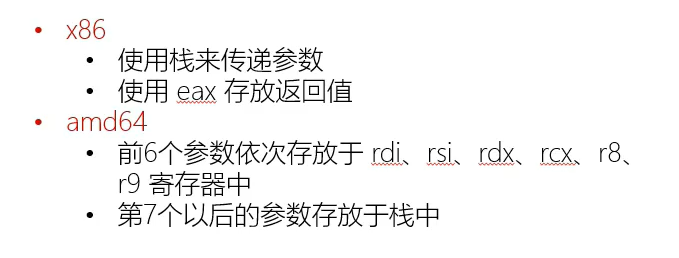 • x86
• 使用栈来传递参数
• 使用 eax 存放返回值
• amd64
• 前6个参数依次存放于 rdi、rsi、rdx、rcx、r8、
r9 寄存器中
• 第7个以后的参数存放于栈中